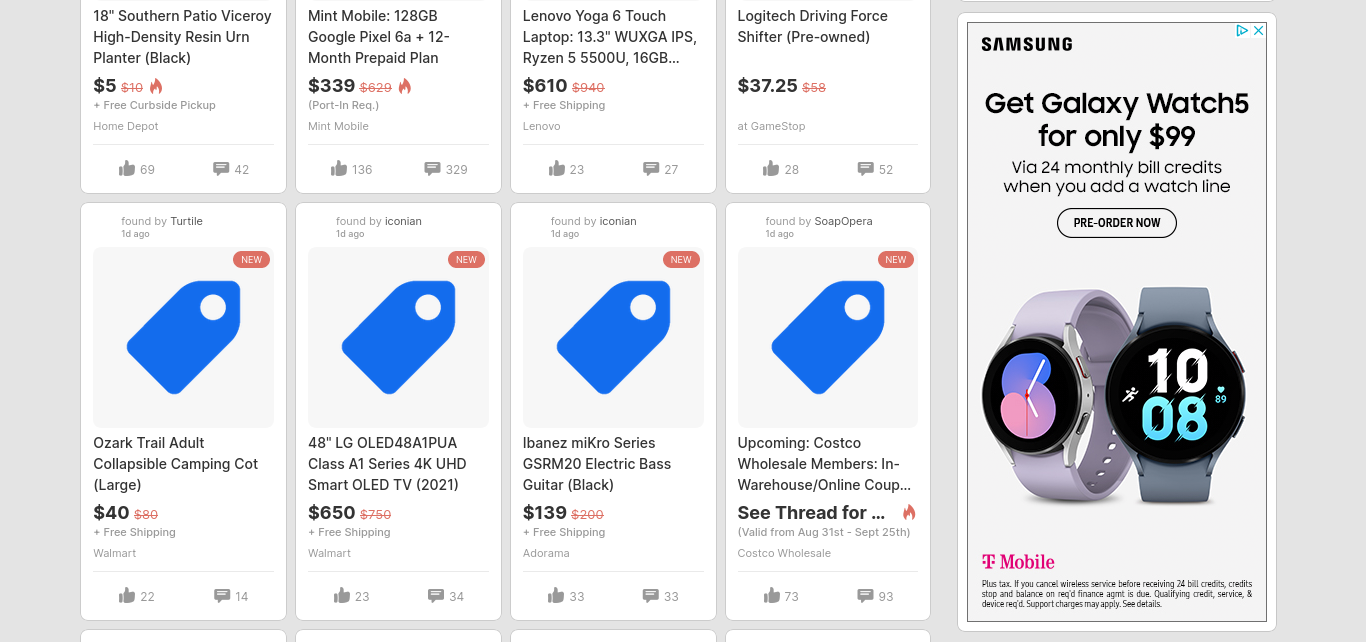 18" Southern Patio Viceroy
High-Density Resin Urn
Planter (Black)
$5 $10
+ Free Curbside Pickup
Home Depot
69 42
Mint Mobile: 128GB
Google Pixel 6a + 12-
Month Prepaid Plan
$339 $629
(Port-In Req.)
Mint Mobile
136 329
Lenovo Yoga 6 Touch
Laptop: 13.3" WUXGA IPS,
Ryzen 5 5500U, 16GB...
$610 $940
+ Free Shipping
Lenovo
23 27
Logitech Driving Force
Shifter (Pre-owned)
$37.25 $58
at GameStop
28 52
found by Turtile
1d ago
NEW
Ozark Trail Adult
Collapsible Camping Cot
(Large)
$40 $80
+ Free Shipping
Walmart
22 14
found by iconian
1d ago
NEW
48" LG OLED48A1PUA
Class A1 Series 4K UHD
Smart OLED TV (2021)
$650 $750
+ Free Shipping
Walmart
23 34
found by iconian
1d ago
NEW
Ibanez miKro Series
GSRM20 Electric Bass
Guitar (Black)
$139 $200
+ Free Shipping
Adorama
33 33
found by SoapOpera
1d ago
NEW
Upcoming: Costco
Wholesale Members: In-
Warehouse/Online Coup...
See Thread for ...
(Valid from Aug 31st - Sept 25th)
Costco Wholesale
73 93
SAMSUNG
Get Galaxy Watch5
for only $99
Via 24 monthly bill credits
when you add a watch line
PRE-ORDER NOW
10
08
89
T Mobile
Plus tax. If you cancel wireless service before receiving 24 bill credits, credits
stop and balance on req'd finance agmt is due. Qualifying credit, service, &
device req'd. Support charges may apply. See details.